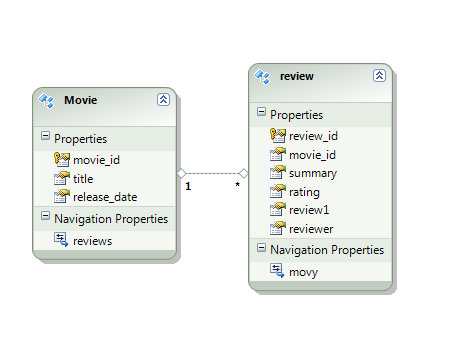 Movie
Properties
movie_id
title
release_date
Navigation Properties
reviews
1
*
review
Properties
review_id
movie_id
summary
rating
review1
reviewer
Navigation Properties
movy